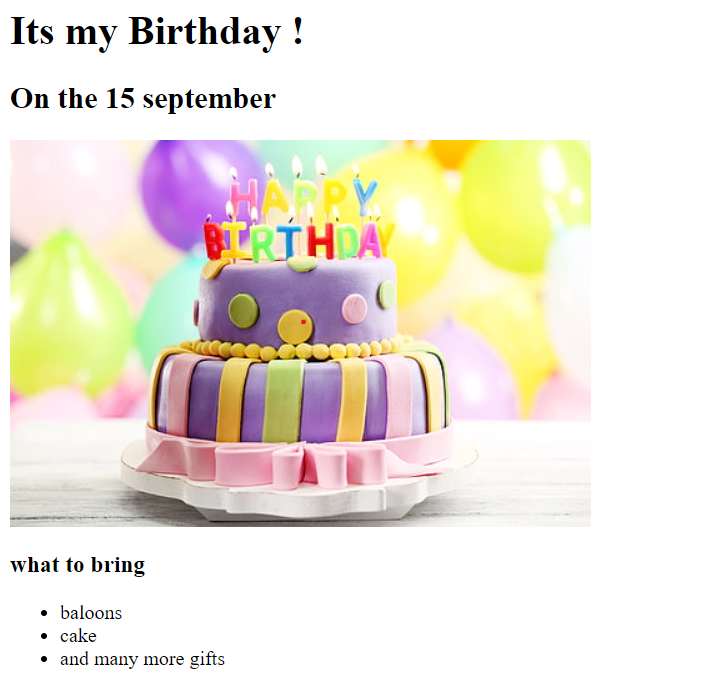 Its my Birthday !
On the 15 september
HAPPY
BIRTHDAY
what to bring
baloons
cake
and many more gifts